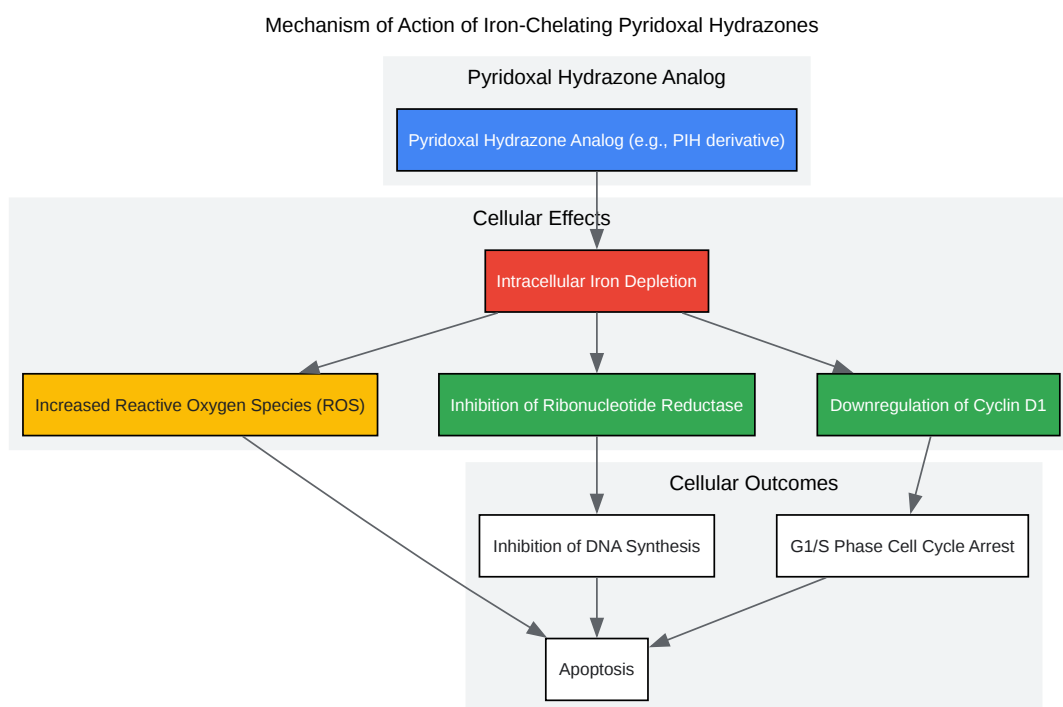 Mechanism of Action of Iron-Chelating Pyridoxal Hydrazones
Pyridoxal Hydrazone Analog
Pyridoxal Hydrazone Analog (e.g., PIH derivative)
Cellular Effects
Intracellular Iron Depletion
Increased Reactive Oxygen Species (ROS)
Inhibition of Ribonucleotide Reductase
Downregulation of Cyclin D1
Cellular Outcomes
Inhibition of DNA Synthesis
G1/S Phase Cell Cycle Arrest
Apoptosis